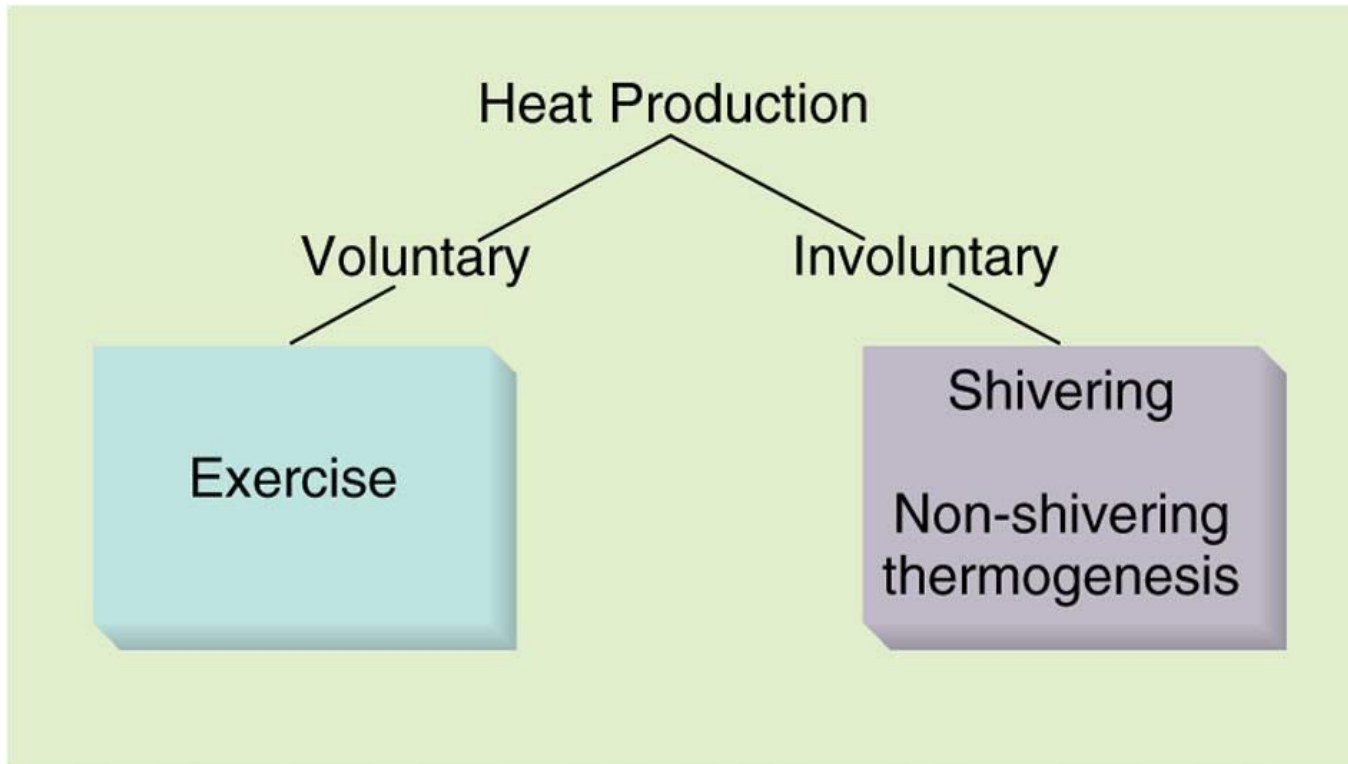 Heat Production
Voluntary
Involuntary
Exercise
Shivering
Non-shivering
thermogenesis